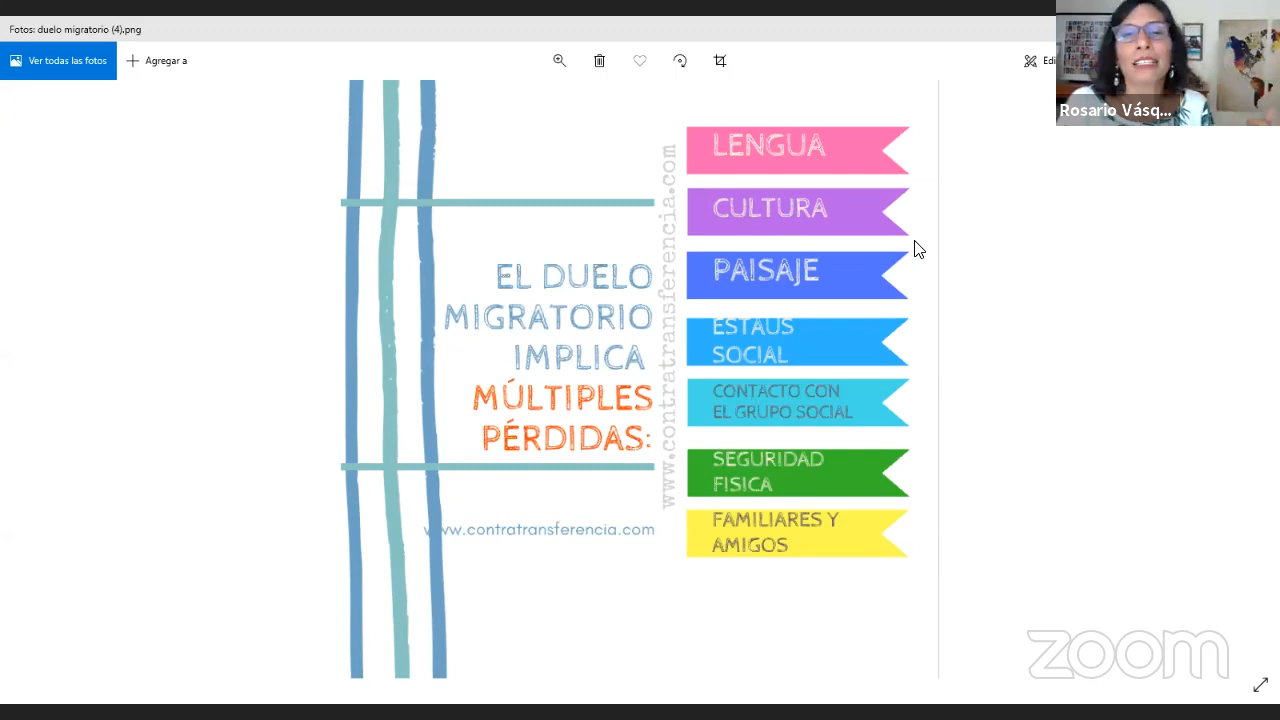 Fotos: duelo migratorio (4).png
Ver todas las fotos
Agregar a
Edi
Rosario Vásq...
EL DUELO
MIGRATORIO
IMPLICA
MÚLTIPLES
PÉRDIDAS:
www.contratransferencia.com
www.contratransferencia.com
LENGUA
CULTURA
PAISAJE
ESTAUS
SOCIAL
CONTACTO CON
EL GRUPO SOCIAL
SEGURIDAD
FISICA
FAMILIARES Y
AMIGOS
zoom